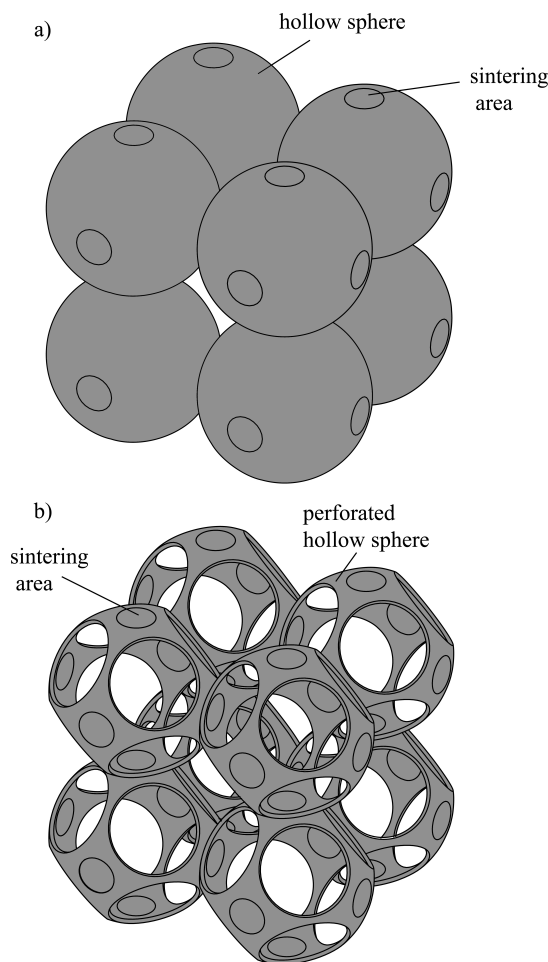 a)
hollow sphere
sintering
area
b)
perforated
hollow sphere
sintering
area